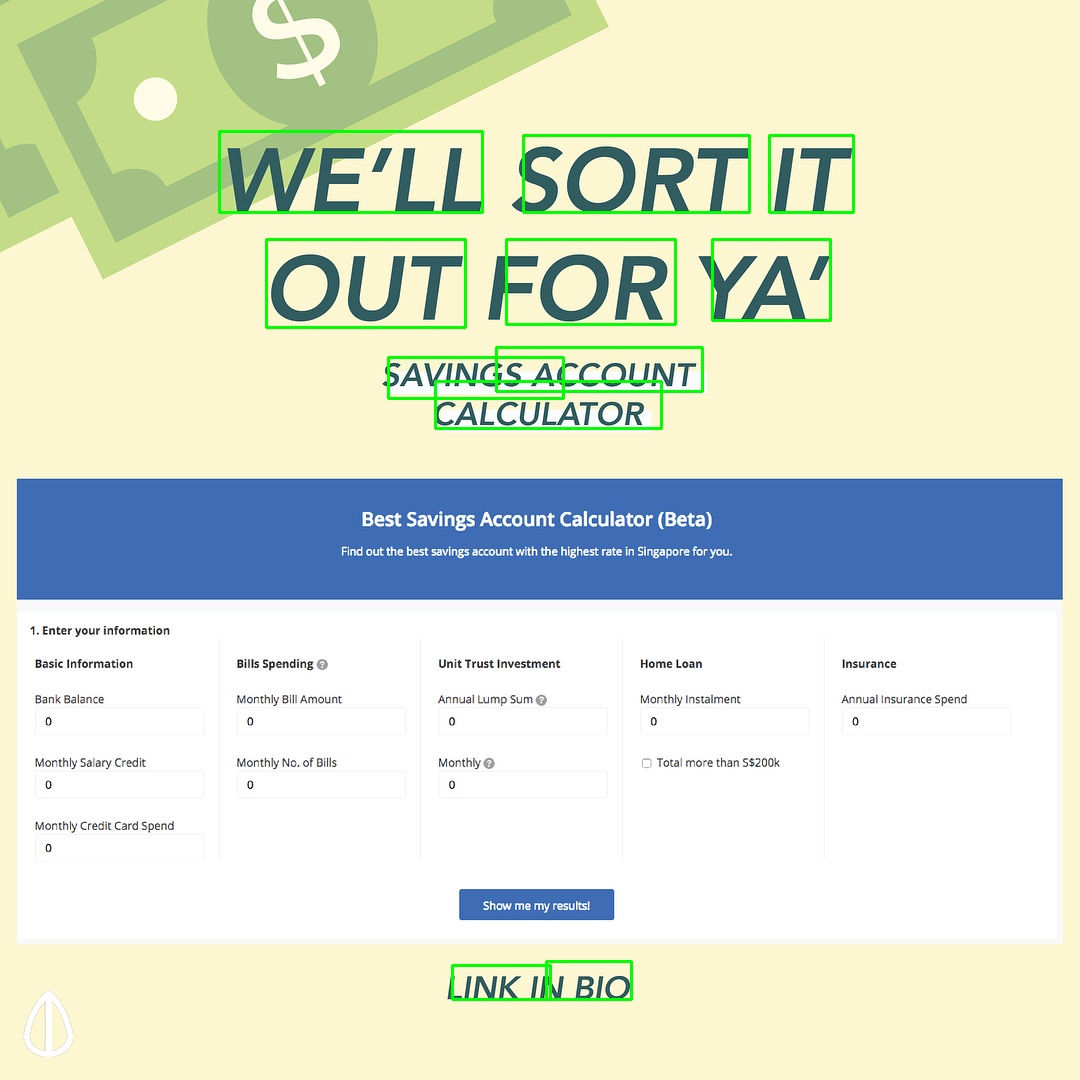 WE'LL SORT IT
OUT FOR YA'
SAVINGS ACCOUNT
CALCULATOR
Best Savings Account Calculator (Beta)
Find out the best savings account with the highest rate in Singapore for you.
1. Enter your information
Basic Information
Bank Balance
0
Monthly Salary Credit
0
Monthly Credit Card Spend
0
Bills Spending ?
Monthly Bill Amount
0
Monthly No. of Bills
0
Unit Trust Investment
Annual Lump Sum ?
0
Monthly ?
0
Home Loan
Monthly Instalment
0
Total more than S$200k
Insurance
Annual Insurance Spend
0
Show me my results!
LINK IN BIO